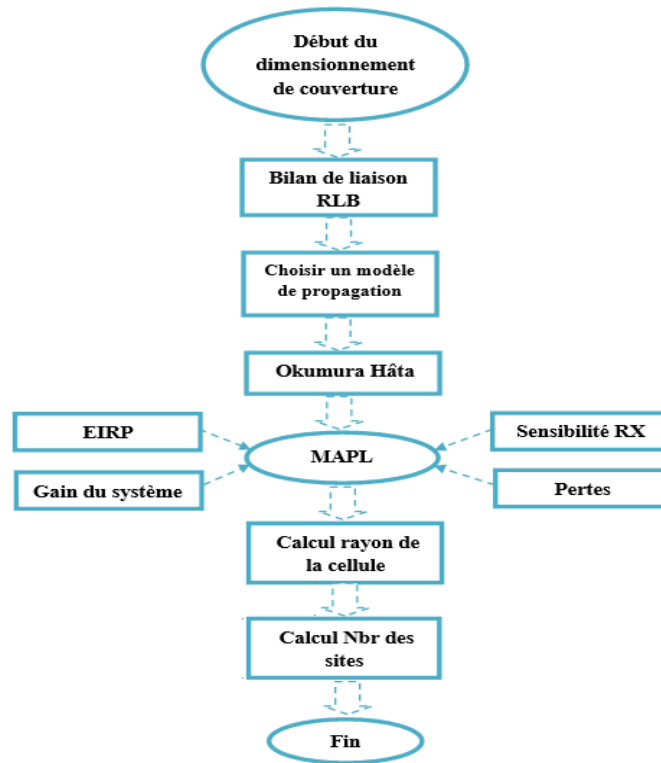 Début du
dimensionnement
de couverture
Bilan de liaison
RLB
Choisir un modèle
de propagation
Okumura Hâta
EIRP
Sensibilité RX
MAPL
Gain du système
Pertes
Calcul rayon de
la cellule
Calcul Nbr des
sites
Fin